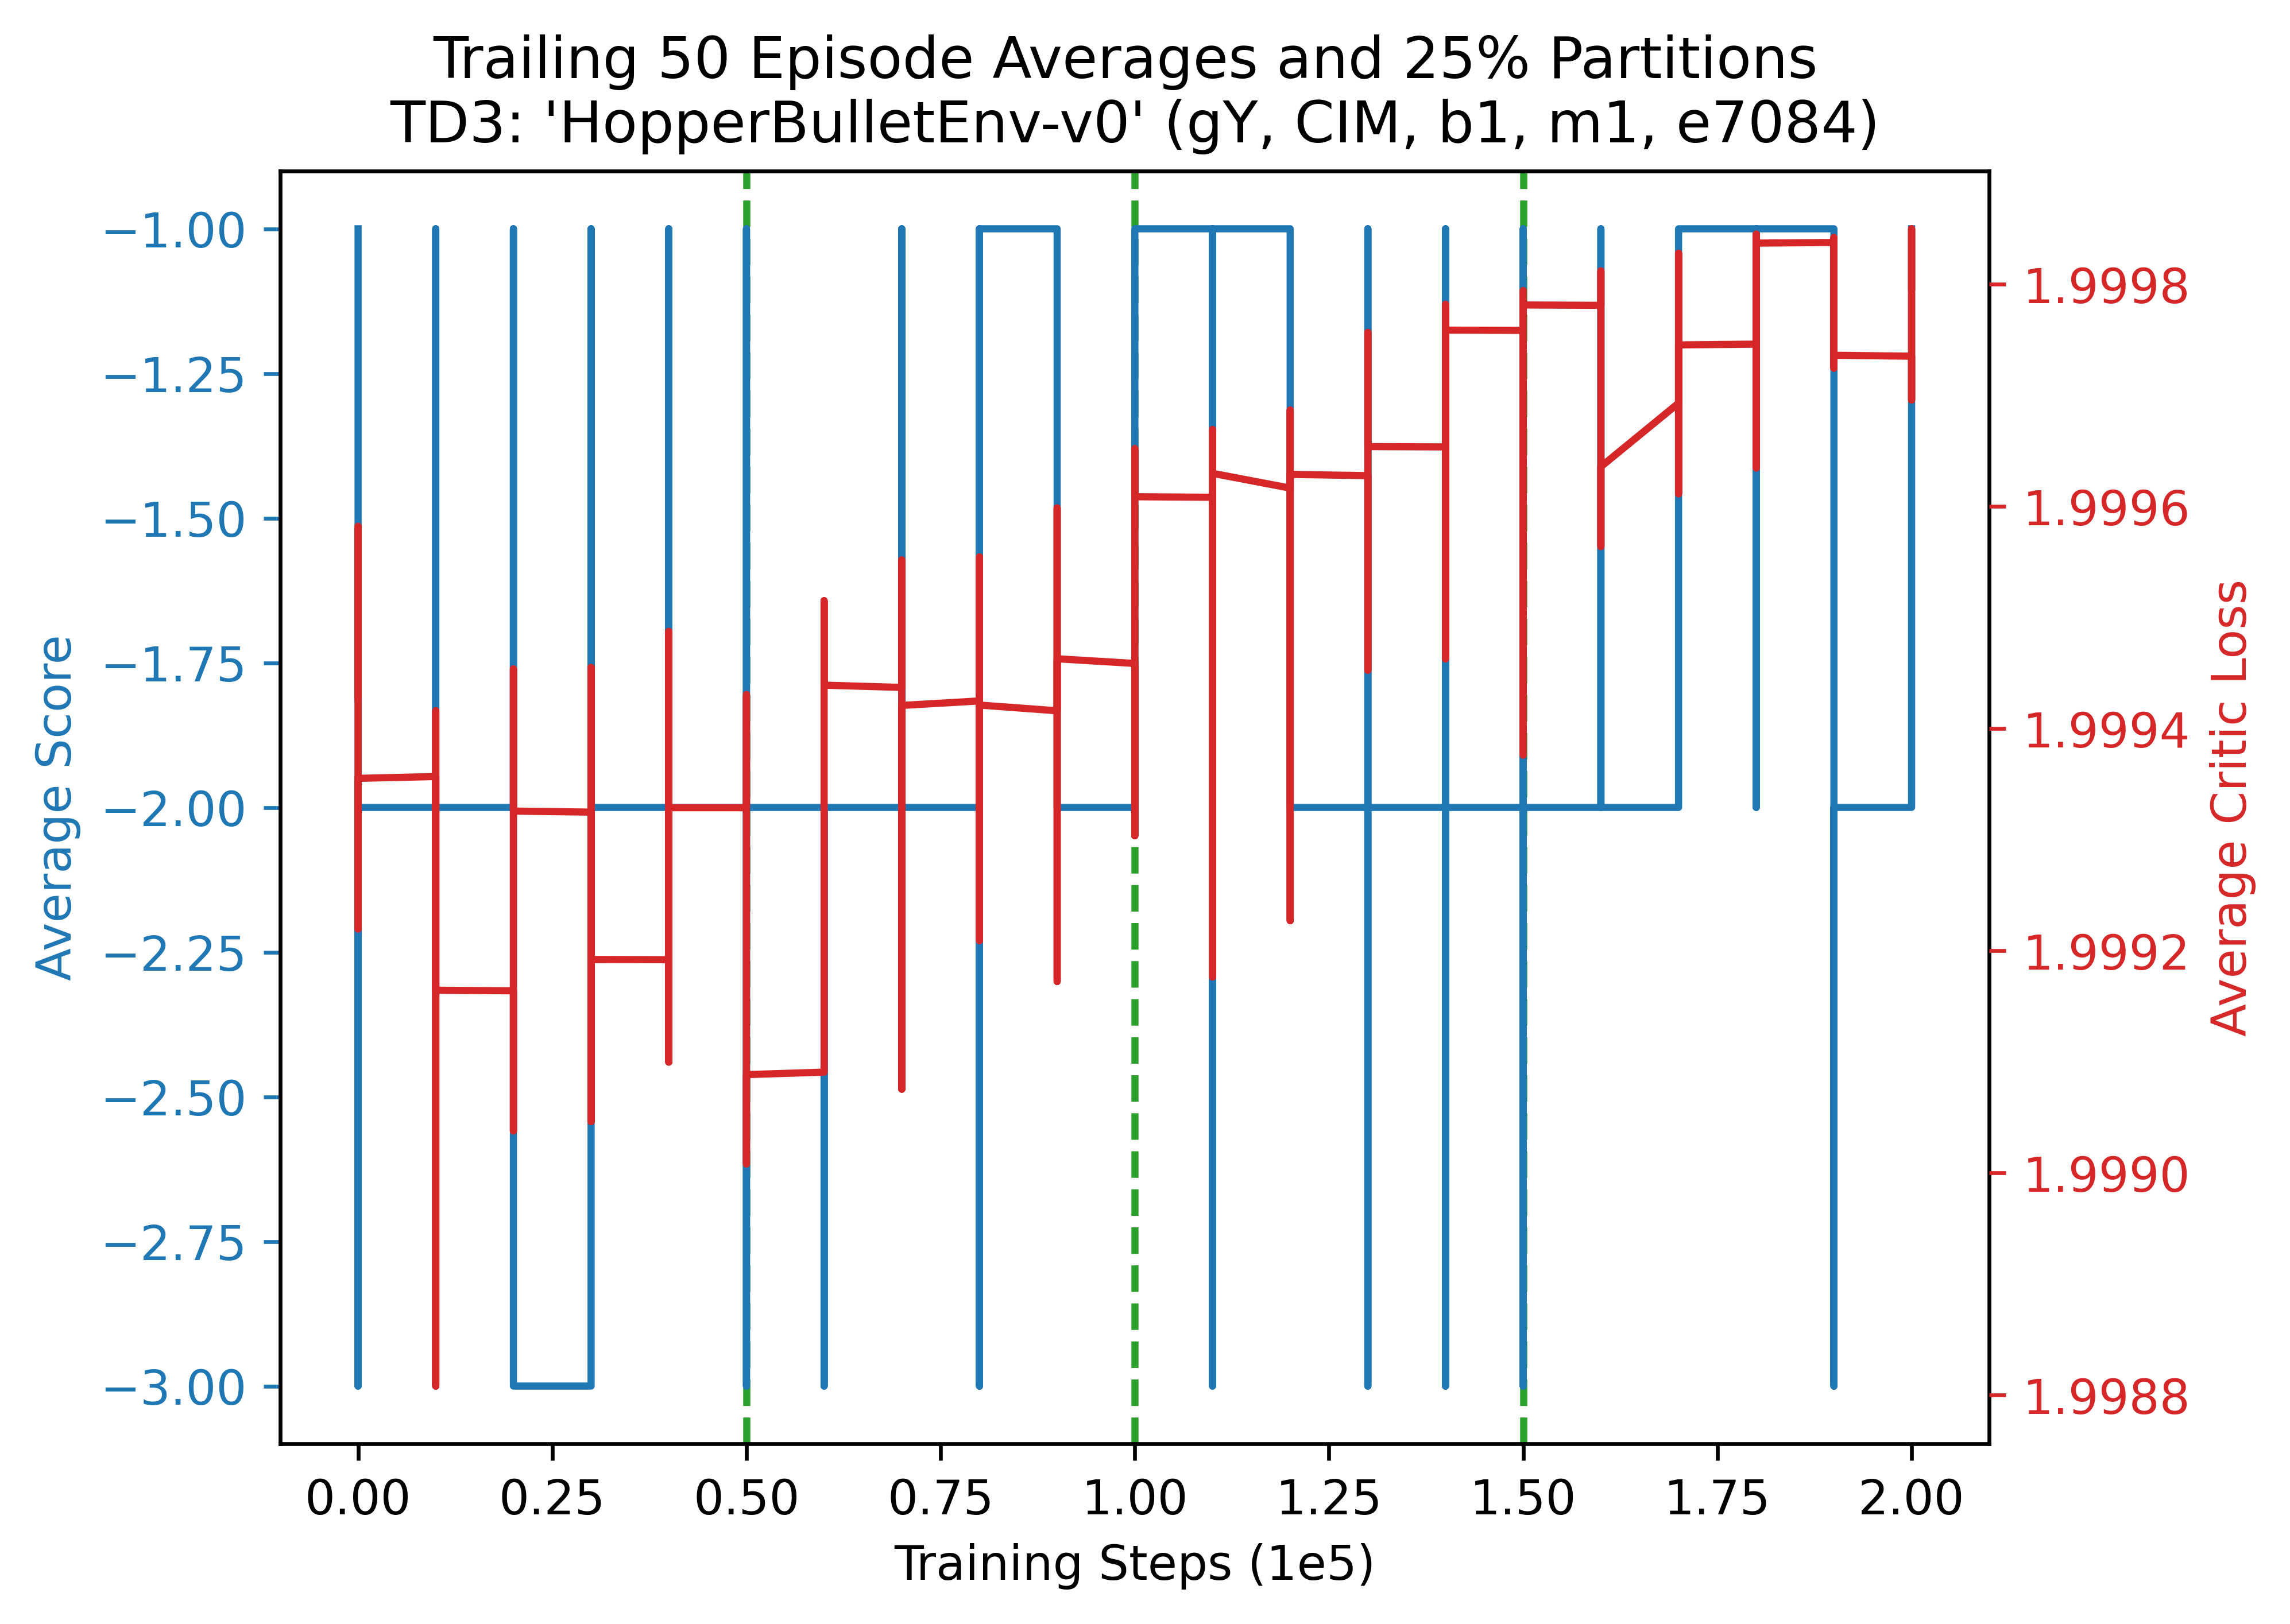 Trailing 50 Episode Averages and 25% Partitions
TD3: 'HopperBulletEnv-v0' (gY, CIM, b1, m1, e7084)
Average Score
−1.00
−1.25
−1.50
−1.75
−2.00
−2.25
−2.50
−2.75
−3.00
1.9998
1.9996
1.9994
1.9992
1.9990
1.9988
Average Critic Loss
0.00 0.25 0.50 0.75 1.00 1.25 1.50 1.75 2.00
Training Steps (1e5)